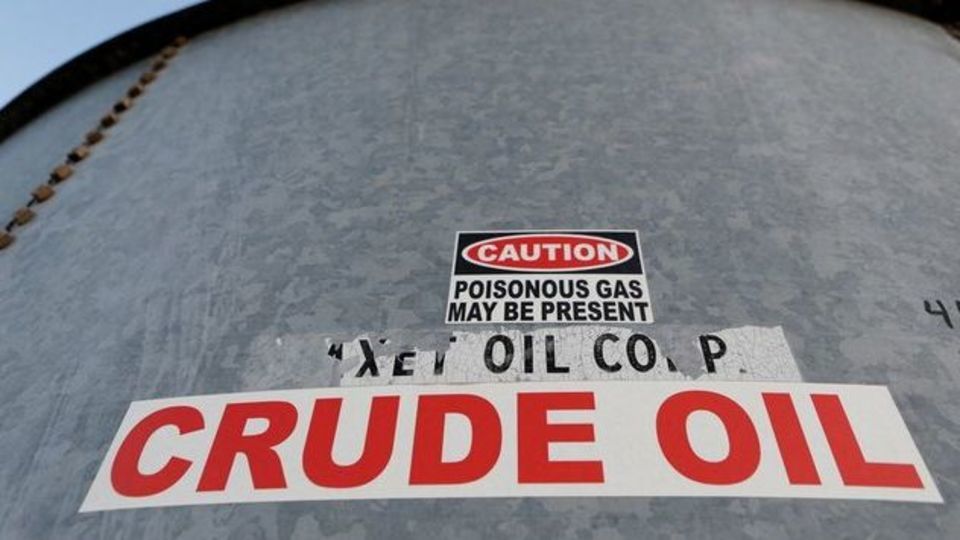 CAUTION
POISONOUS GAS
MAY BE PRESENT
OIL
CRUDE OIL